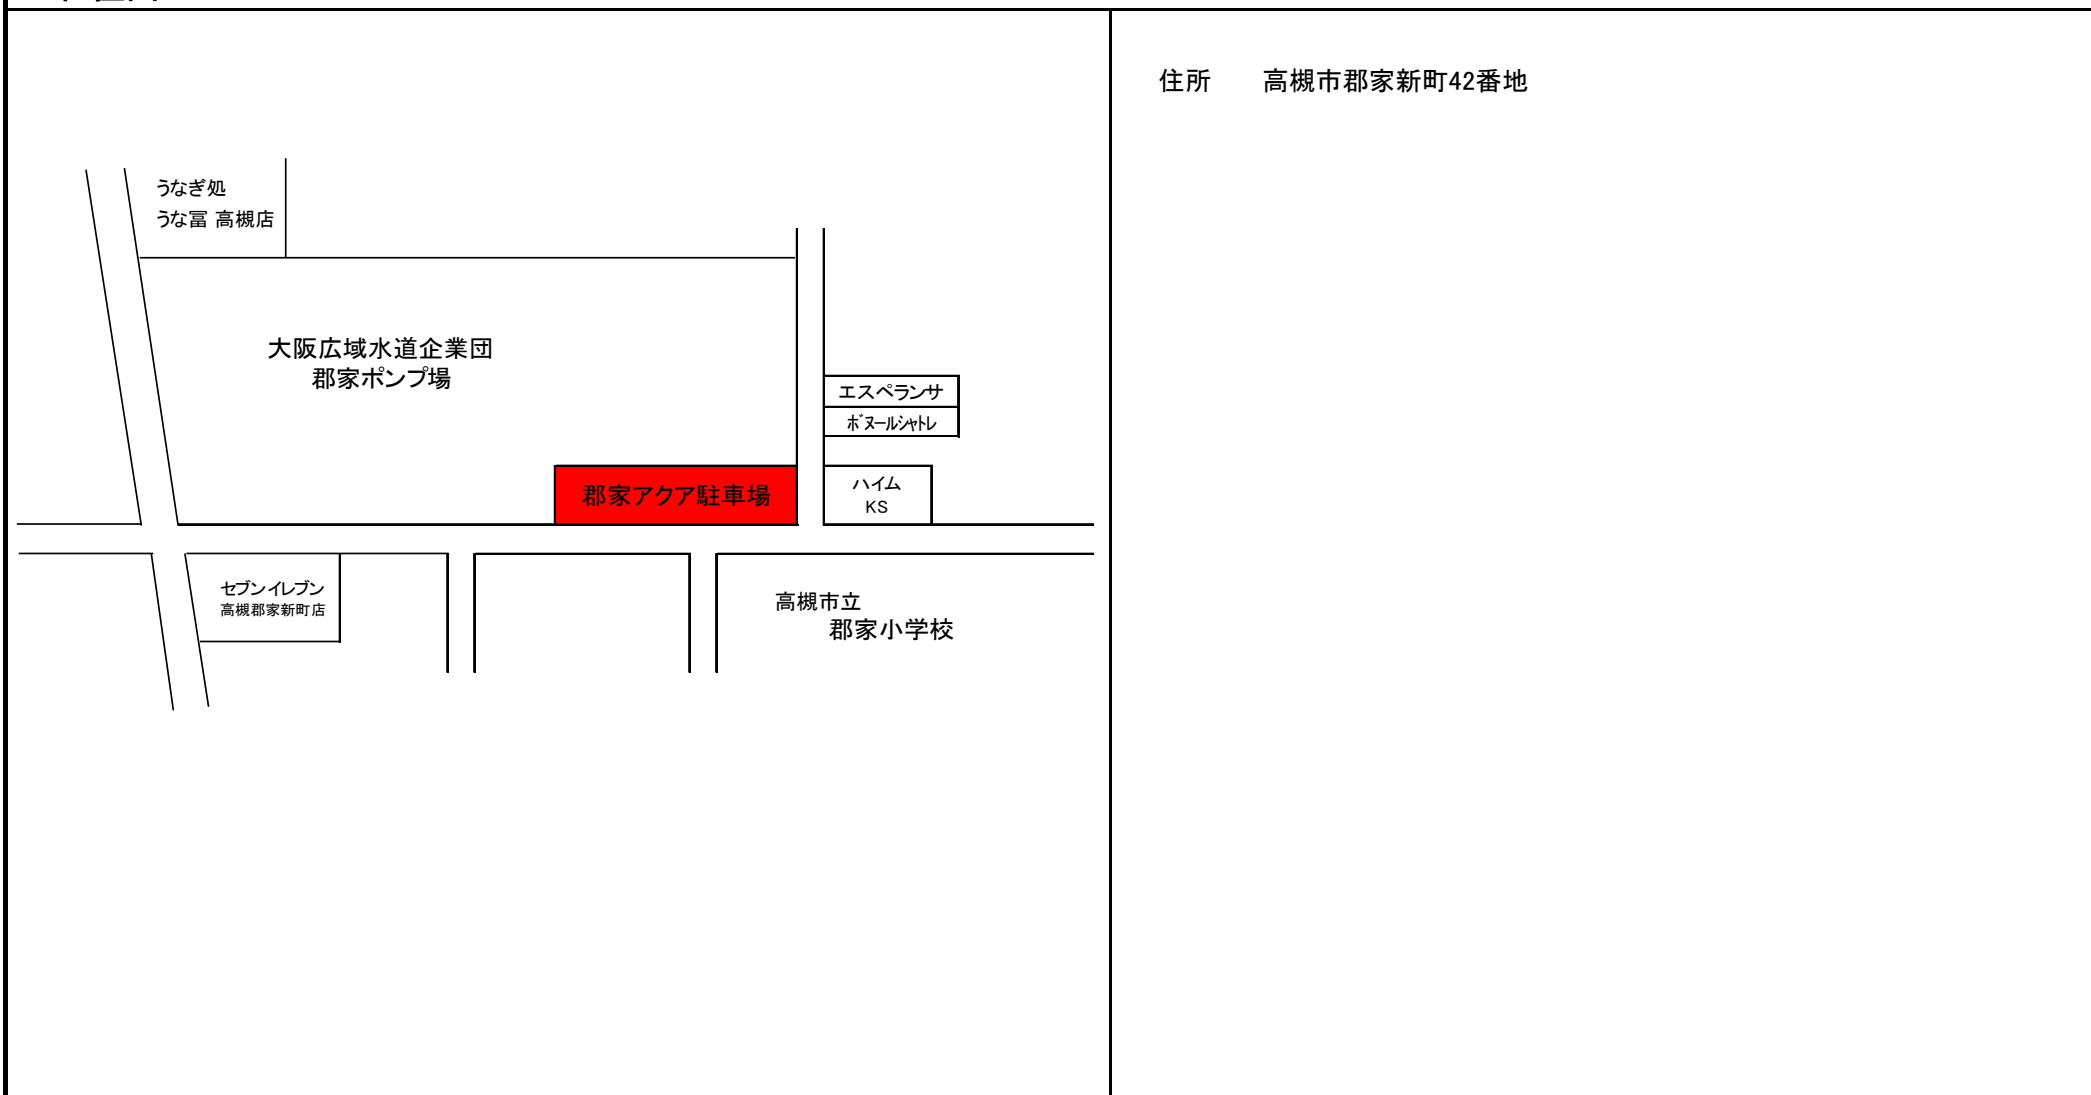 住所　　高槻市郡家新町42番地
うなぎ処
うな冨 高槻店
大阪広域水道企業団
郡家ポンプ場
エスペランサ
ボヌールシャトレ
郡家アクア駐車場
ハイム
KS
セブンイレブン
高槻郡家新町店
高槻市立
郡家小学校